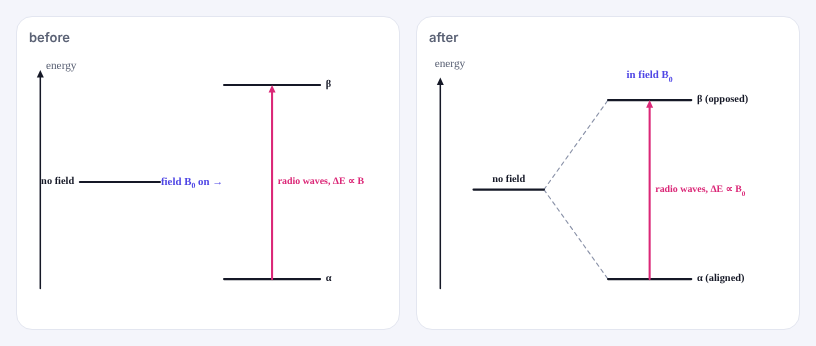 before
energy
β
no field
field B₀ on →
radio waves, ΔE ∝ B
α
after
energy
in field B₀
β (opposed)
no field
radio waves, ΔE ∝ B₀
α (aligned)